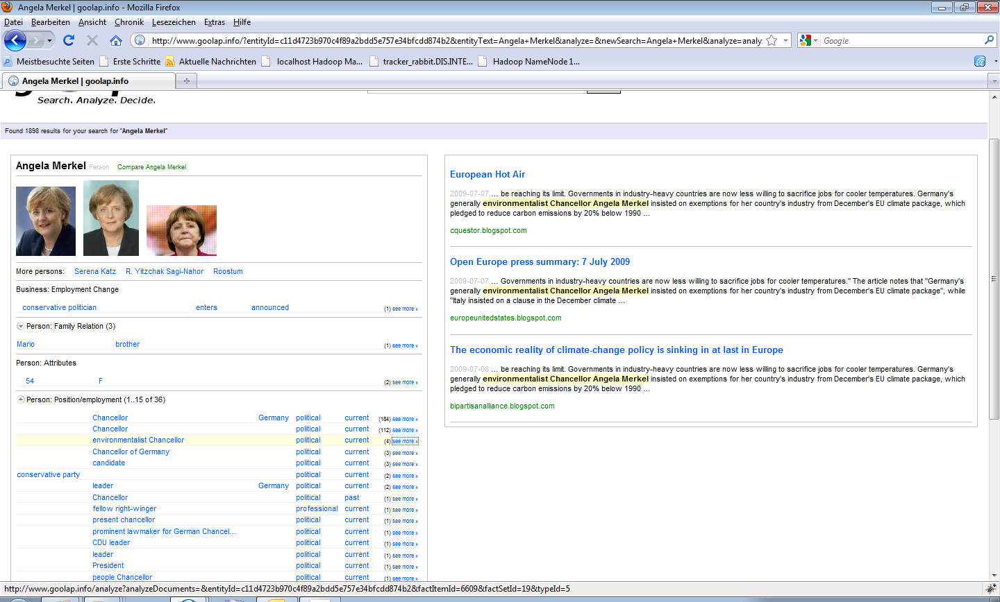 Angela Merkel | goolap.info - Mozilla Firefox
Datei Bearbeiten Ansicht Chronik Lesezeichen Extras Hilfe
http://www.goolap.info/?entityId=c11d4723b970c4f89a2bdd5e757e34bfcdd874b2&entityText=Angela+Merkel&analyze=&newSearch=Angela+Merkel&analyze=analy
Google
Meistbesuchte Seiten Erste Schritte Aktuelle Nachrichten localhost Hadoop Ma... tracker_rabbit.DIS.INTE... Hadoop NameNode 1...
Angela Merkel | goolap.info
Search. Analyze. Decide.
Found 1898 results for your search for "Angela Merkel"
Angela Merkel Person Compare Angela Merkel
More persons: Serena Katz R. Yitzchak Sagi-Nahor Roostum
Business: Employment Change
conservative politician enters announced (1) see more »
Person: Family Relation (3)
Mario brother (1) see more »
Person: Attributes
54 F (2) see more »
Person: Position/employment (1..15 of 36)
Chancellor Germany political current (184) see more »
Chancellor political current (112) see more »
environmentalist Chancellor political current (4) see more »
Chancellor of Germany political current (3) see more »
candidate political current (3) see more »
conservative party political current (2) see more »
leader Germany political current (2) see more »
Chancellor political past (1) see more »
fellow right-winger professional current (1) see more »
present chancellor political current (1) see more »
prominent lawmaker for German Chancel... political current (1) see more »
CDU leader political current (1) see more »
leader political current (1) see more »
President political current (1) see more »
people Chancellor political current (1) see more »
European Hot Air
2009-07-07 ... be reaching its limit. Governments in industry-heavy countries are now less willing to sacrifice jobs for cooler temperatures. Germany's
generally environmentalist Chancellor Angela Merkel insisted on exemptions for her country's industry from December's EU climate package, which
pledged to reduce carbon emissions by 20% below 1990 ...
cquestor.blogspot.com
Open Europe press summary: 7 July 2009
2009-07-07 ... Governments in industry-heavy countries are now less willing to sacrifice jobs for cooler temperatures." The article notes that "Germany's
generally environmentalist Chancellor Angela Merkel insisted on exemptions for her country's industry from December's EU climate package", while
"Italy insisted on a clause in the December climate ...
europeunitedstates.blogspot.com
The economic reality of climate-change policy is sinking in at last in Europe
2009-07-08 ... be reaching its limit. Governments in industry-heavy countries are now less willing to sacrifice jobs for cooler temperatures. Germany's
generally environmentalist Chancellor Angela Merkel insisted on exemptions for her country's industry from December's EU climate package, which
pledged to reduce carbon emissions by 20% below 1990 ...
bipartisanalliance.blogspot.com
http://www.goolap.info/analyze?analyzeDocuments=&entityId=c11d4723b970c4f89a2bdd5e757e34bfcdd874b2&factItemId=6609&factSetId=19&typeId=5